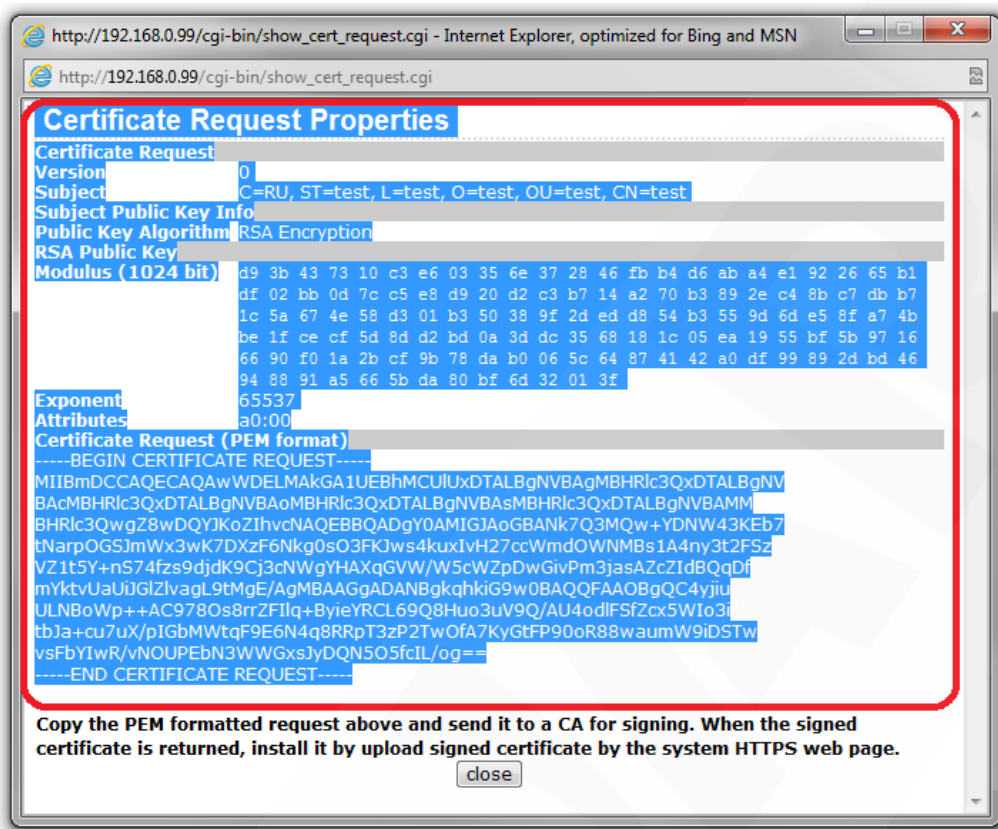 http://192.168.0.99/cgi-bin/show_cert_request.cgi - Internet Explorer, optimized for Bing and MSN
http://192.168.0.99/cgi-bin/show_cert_request.cgi
Certificate Request Properties
Certificate Request
Version 0
Subject C=RU, ST=test, L=test, O=test, OU=test, CN=test
Subject Public Key Info
Public Key Algorithm RSA Encryption
RSA Public Key
Modulus (1024 bit) d9 3b 43 73 10 c3 e6 03 35 6e 37 28 46 fb b4 d6 ab a4 e1 92 26 65 b1
df 02 bb 0d 7c c5 e8 d9 20 d2 c3 b7 14 a2 70 b3 89 2e c4 8b c7 db b7
1c 5a 67 4e 58 d3 01 b3 50 38 9f 2d ed d8 54 b3 55 9d 6d e5 8f a7 4b
be 1f ce cf 5d 8d d2 bd 0a 3d dc 35 68 18 1c 05 ea 19 55 bf 5b 97 16
66 90 f0 1a 2b cf 9b 78 da b0 06 5c 64 87 41 42 a0 df 99 89 2d bd 46
94 88 91 a5 66 5b da 80 bf 6d 32 01 3f
Exponent 65537
Attributes a0:00
Certificate Request (PEM format)
-----BEGIN CERTIFICATE REQUEST-----
MIIBmDCCAQECAQAwWDELMAkGA1UEBhMCUlUxDTALBgNVBAgMBHRlc3QxDTALBgNV
BAcMBHRlc3QxDTALBgNVBAoMBHRlc3QxDTALBgNVBAsMBHRlc3QxDTALBgNVBAMM
BHRlc3QwgZ8wDQYJKoZIhvcNAQEBBQADgY0AMIGJAoGBANk7Q3MQw+YDNW43KEb7
tNarpOGSJmWx3wK7DXzF6Nkg0sO3FKJws4kuxIvH27ccWmdOWNMBs1A4ny3t2FSz
VZ1t5Y+nS74fzs9djdK9Cj3cNWgYHAXqGVW/W5cWZpDwGivPm3jasAZcZIdBQqDf
mYktvUaUiJGlZlvagL9tMgE/AgMBAAGgADANBgkqhkiG9w0BAQQFAAOBgQC4yjiu
ULNBoWp++AC978Os8rrZFIlq+ByieYRCL69Q8Huo3uV9Q/AU4odlFSfZcx5WIo3i
tbJa+cu7uX/pIGbMWtqF9E6N4q8RRpT3zP2TwOfA7KyGtFP90oR88waumW9iDSTw
vsFbYIwR/vNOUPEbN3WWGxsJyDQN5O5fcIL/og==
-----END CERTIFICATE REQUEST-----
Copy the PEM formatted request above and send it to a CA for signing. When the signed
certificate is returned, install it by upload signed certificate by the system HTTPS web page.
close